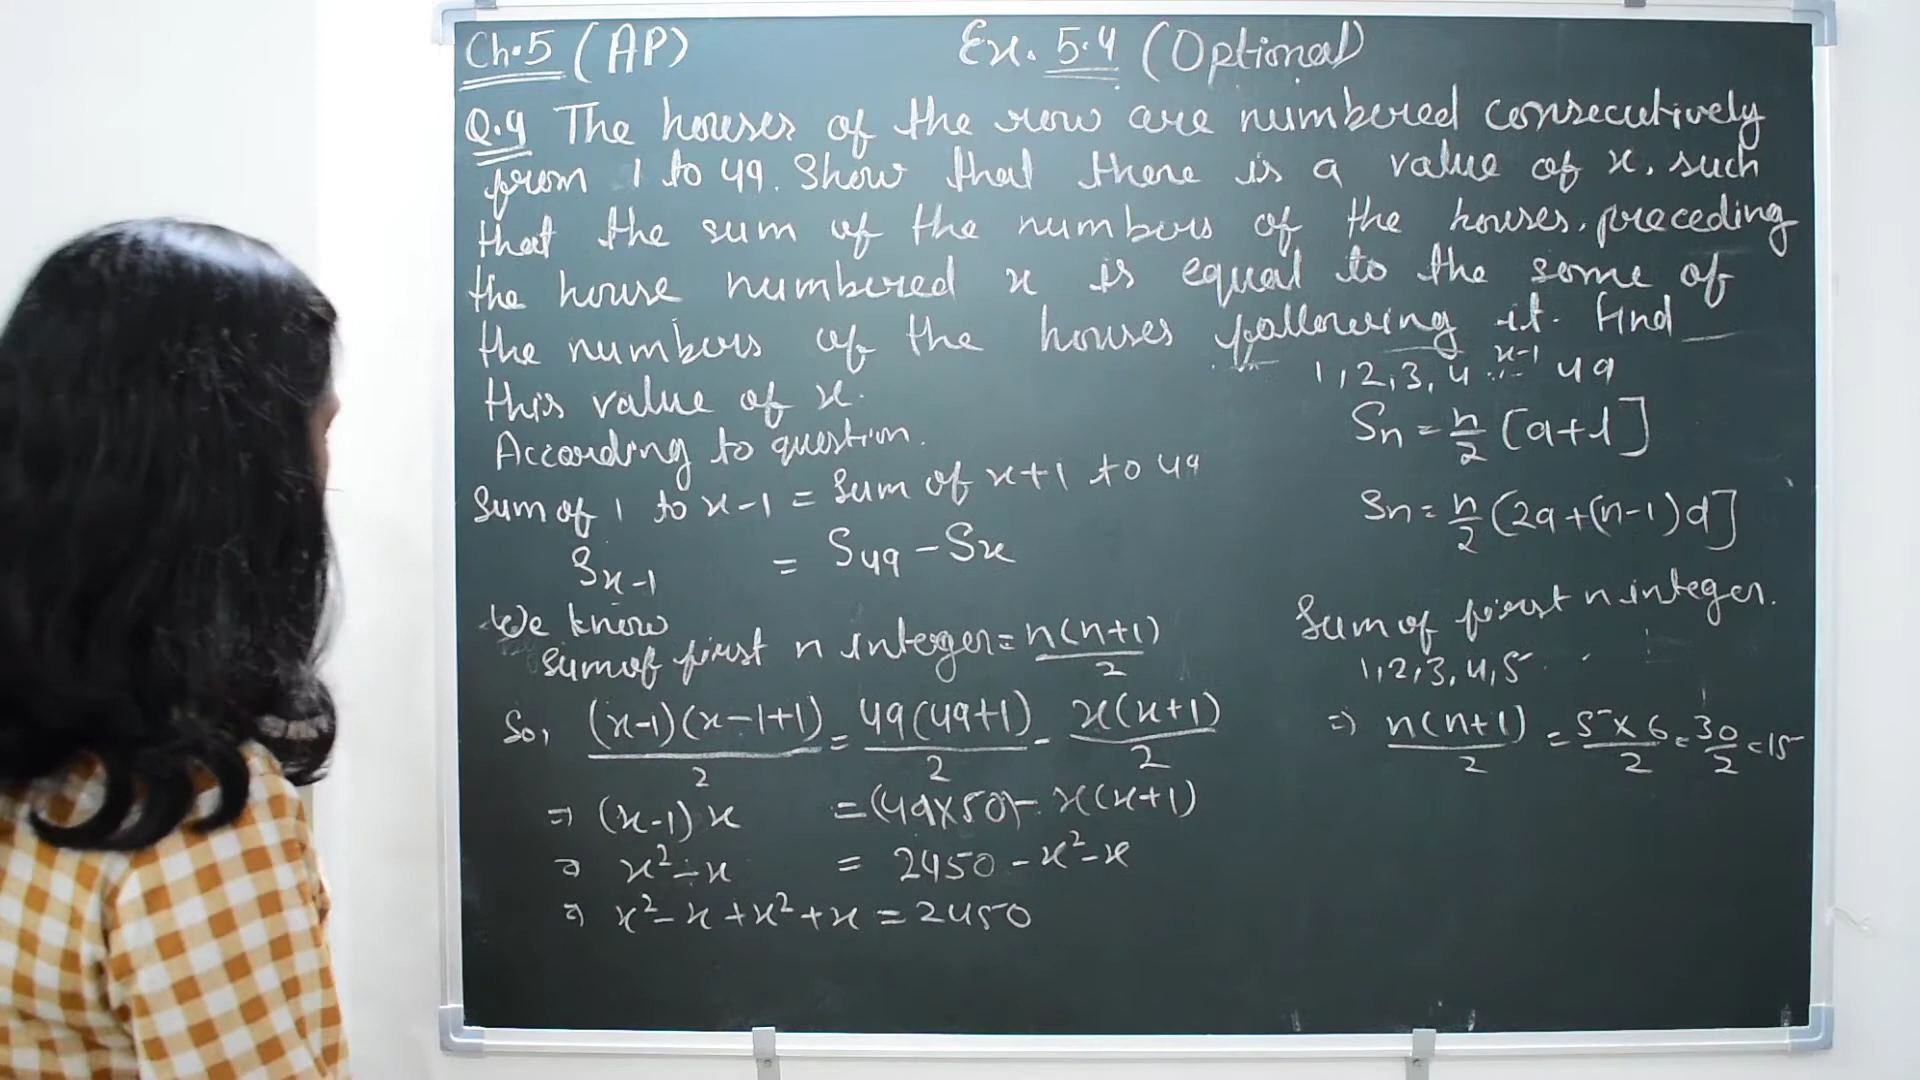 Ch.5 (AP)
Ex. 5.4 (Optional)
Q.4 The houses of the row are numbered consecutively
from 1 to 49. Show that there is a value of x. such
that the sum of the numbers of the houses. preceding
the house numbered x is equal to the some of
the numbers of the houses following it. Find
this value of x.
According to question.
Sum of 1 to x-1 = Sum of x+1 to 49
Sx-1 = S49 - Sx
We know
Sum of first n integer = n(n+1)/2
So, (x-1)(x-1+1)/2 = 49(49+1)/2 - x(x+1)/2
⇒ (x-1)x = (49x50) - x(x+1)
⇒ x² - x = 2450 - x² - x
⇒ x² - x + x² + x = 2450
1, 2, 3, 4 ... x-1 49
Sn = n/2 [a+l]
Sn = n/2 (2a+(n-1)d]
Sum of first n integer.
1, 2, 3, 4, 5
⇒ n(n+1)/2 = 5x6/2 = 30/2 = 15